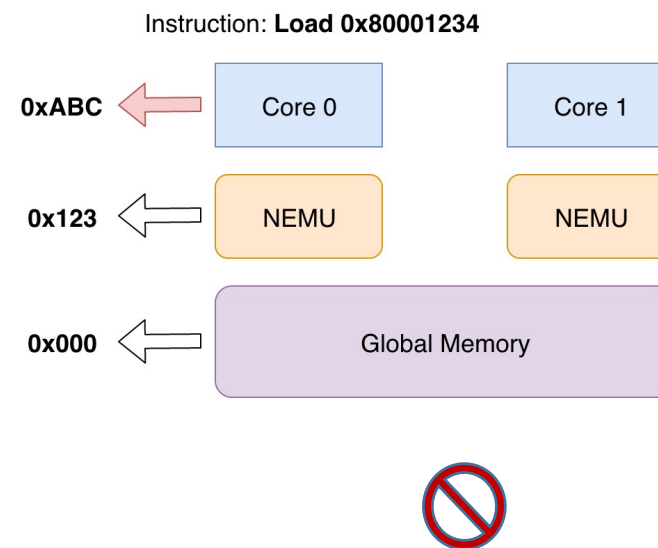 Instruction: Load 0x80001234
0xABC
Core 0
Core 1
0x123
NEMU
NEMU
0x000
Global Memory